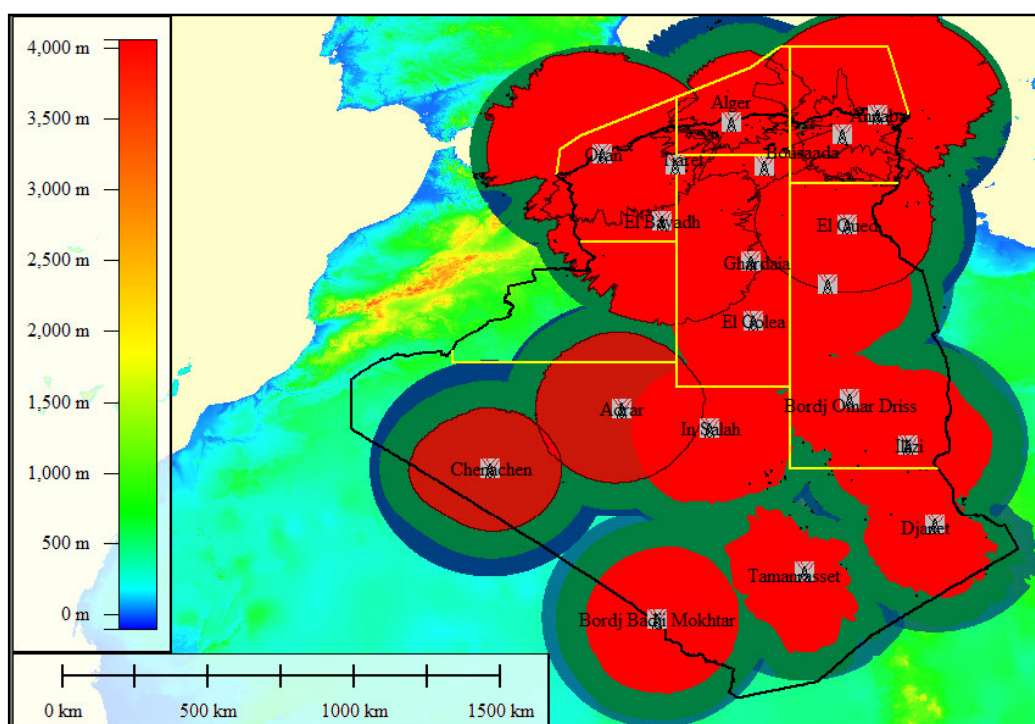 4,000 m
3,500 m
3,000 m
2,500 m
2,000 m
1,500 m
1,000 m
500 m
0 m
Alger
Annaba
Oran
Tiaret
Bousaada
El Bayadh
El Oued
Ghardaia
El Golea
Bordj Omar Driss
Adrar
In Salah
Chenachen
Djanet
Tamanrasset
Bordj Badji Mokhtar
0 km
500 km
1000 km
1500 km